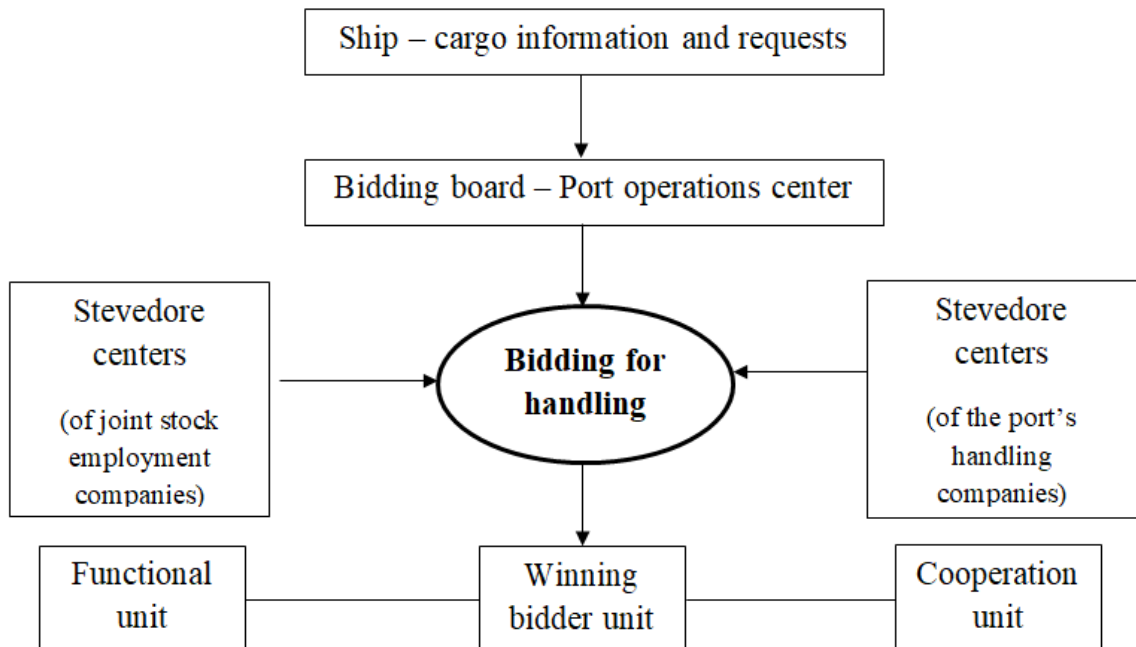 Ship – cargo information and requests
Bidding board – Port operations center
Stevedore
centers
(of joint stock
employment
companies)
Bidding for
handling
Stevedore
centers
(of the port’s
handling
companies)
Functional
unit
Winning
bidder unit
Cooperation
unit